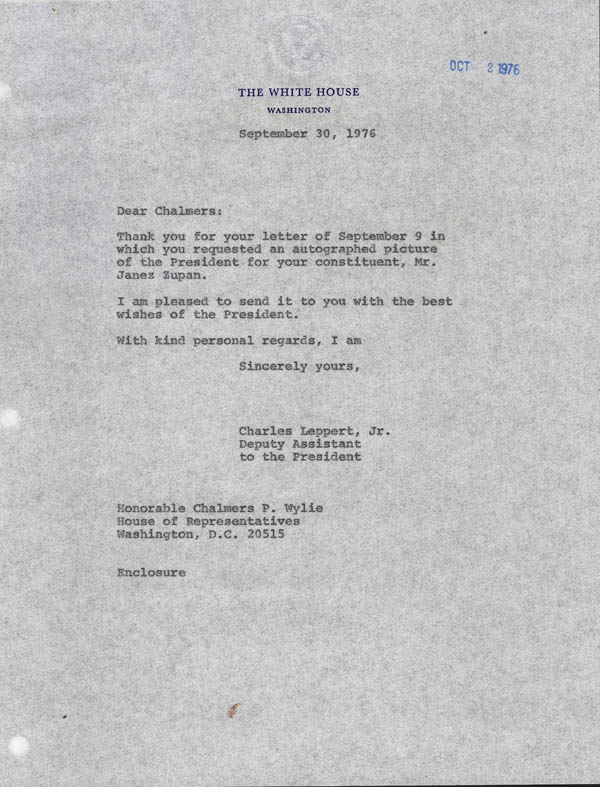 OCT 2 1976
THE WHITE HOUSE
WASHINGTON
September 30, 1976
Dear Chalmers:
Thank you for your letter of September 9 in
which you requested an autographed picture
of the President for your constituent, Mr.
Janez Zupan.
I am pleased to send it to you with the best
wishes of the President.
With kind personal regards, I am
Sincerely yours,
Charles Leppert, Jr.
Deputy Assistant
to the President
Honorable Chalmers P. Wylie
House of Representatives
Washington, D.C. 20515
Enclosure